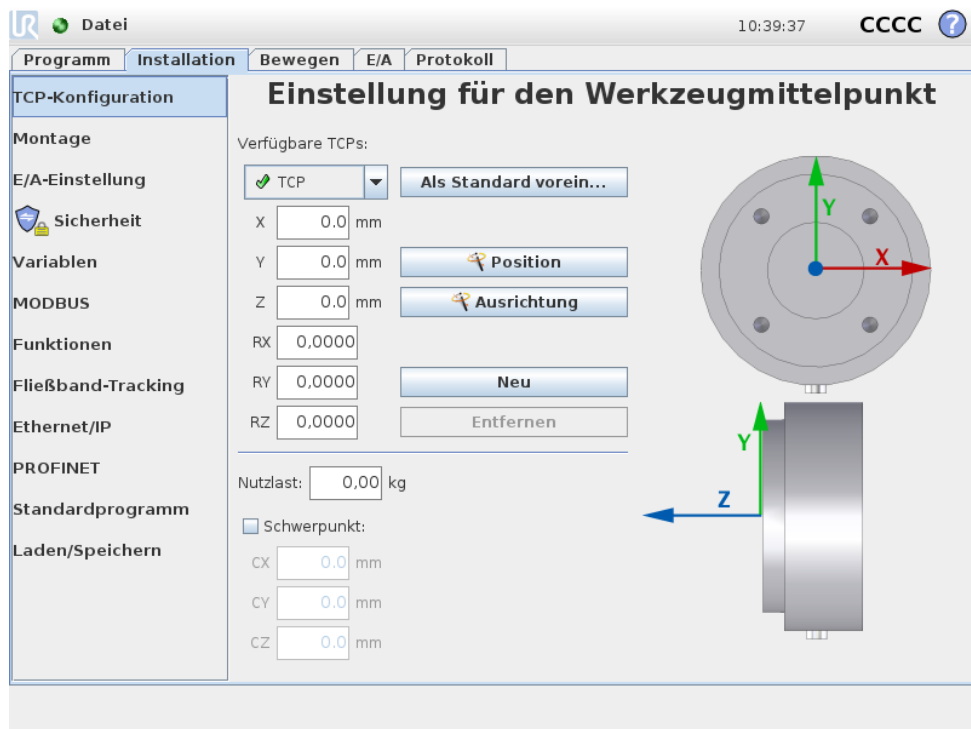 UR Datei 10:39:37 CCCC ?
Programm Installation Bewegen E/A Protokoll
TCP-Konfiguration
Montage
E/A-Einstellung
Sicherheit
Variablen
MODBUS
Funktionen
Fließband-Tracking
Ethernet/IP
PROFINET
Standardprogramm
Laden/Speichern
Einstellung für den Werkzeugmittelpunkt
Verfügbare TCPs:
TCP Als Standard vorein...
X 0.0 mm
Y 0.0 mm Position
Z 0.0 mm Ausrichtung
RX 0,0000
RY 0,0000 Neu
RZ 0,0000 Entfernen
Nutzlast: 0,00 kg
Schwerpunkt:
CX 0.0 mm
CY 0.0 mm
CZ 0.0 mm
Y
X
Y
Z